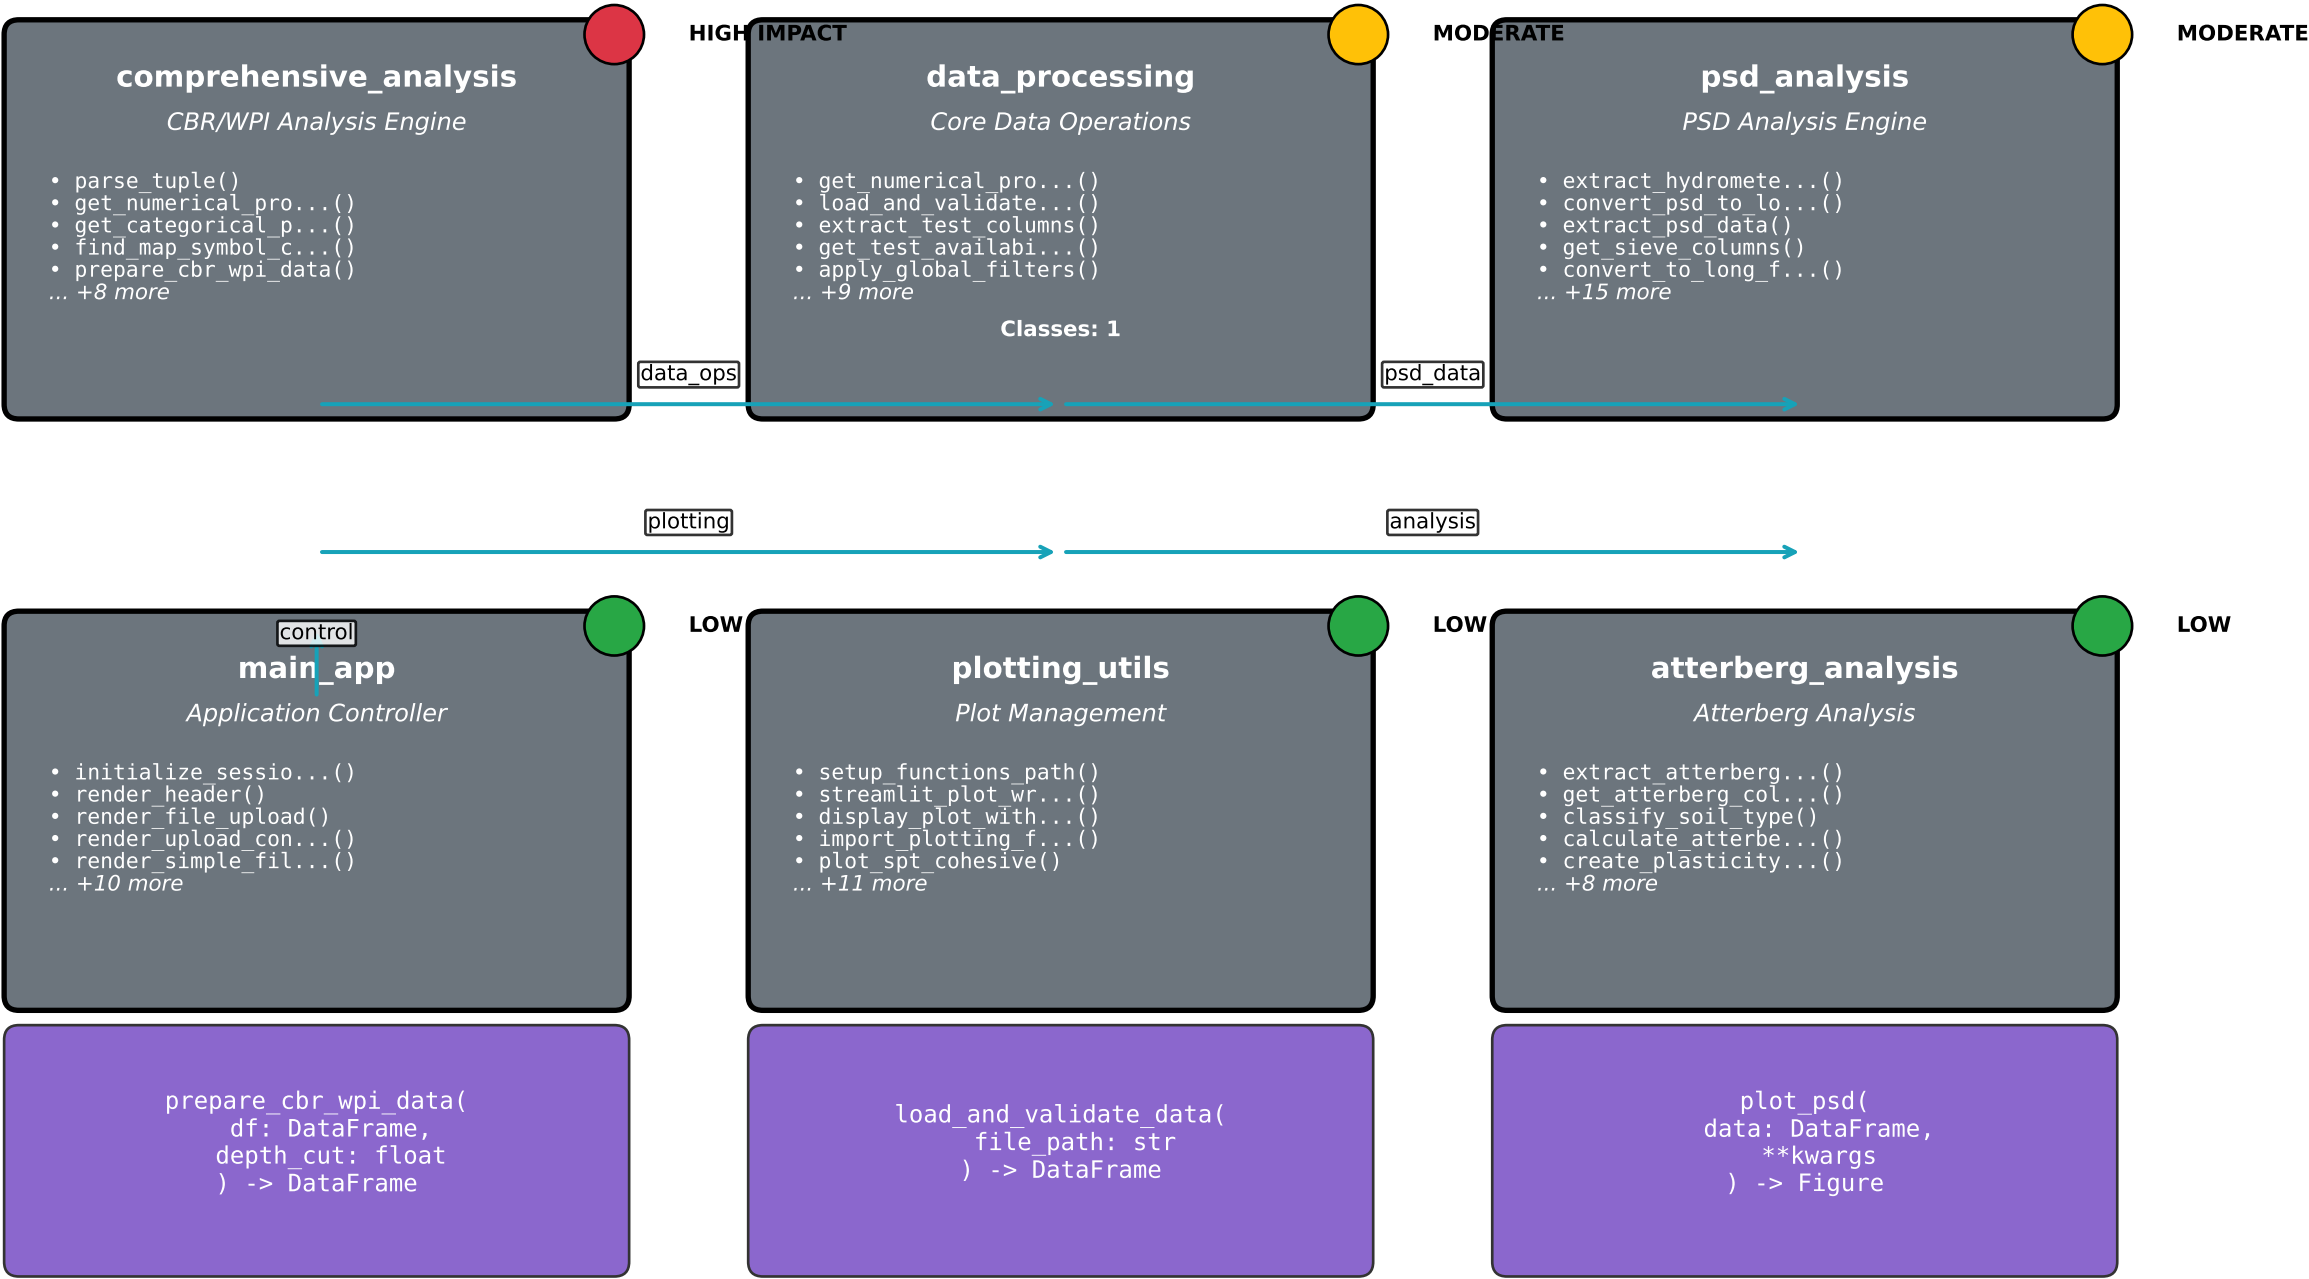 HIGH IMPACT
comprehensive_analysis
CBR/WPI Analysis Engine
• parse_tuple()
• get_numerical_pro...()
• get_categorical_p...()
• find_map_symbol_c...()
• prepare_cbr_wpi_data()
... +8 more
MODERATE
data_processing
Core Data Operations
• get_numerical_pro...()
• load_and_validate...()
• extract_test_columns()
• get_test_availabi...()
• apply_global_filters()
... +9 more
Classes: 1
MODERATE
psd_analysis
PSD Analysis Engine
• extract_hydromete...()
• convert_psd_to_lo...()
• extract_psd_data()
• get_sieve_columns()
• convert_to_long_f...()
... +15 more
data_ops
psd_data
plotting
analysis
control
LOW
main_app
Application Controller
• initialize_sessio...()
• render_header()
• render_file_upload()
• render_upload_con...()
• render_simple_fil...()
... +10 more
LOW
plotting_utils
Plot Management
• setup_functions_path()
• streamlit_plot_wr...()
• display_plot_with...()
• import_plotting_f...()
• plot_spt_cohesive()
... +11 more
LOW
atterberg_analysis
Atterberg Analysis
• extract_atterberg...()
• get_atterberg_col...()
• classify_soil_type()
• calculate_atterbe...()
• create_plasticity...()
... +8 more
prepare_cbr_wpi_data(
df: DataFrame,
depth_cut: float
) -> DataFrame
load_and_validate_data(
file_path: str
) -> DataFrame
plot_psd(
data: DataFrame,
**kwargs
) -> Figure